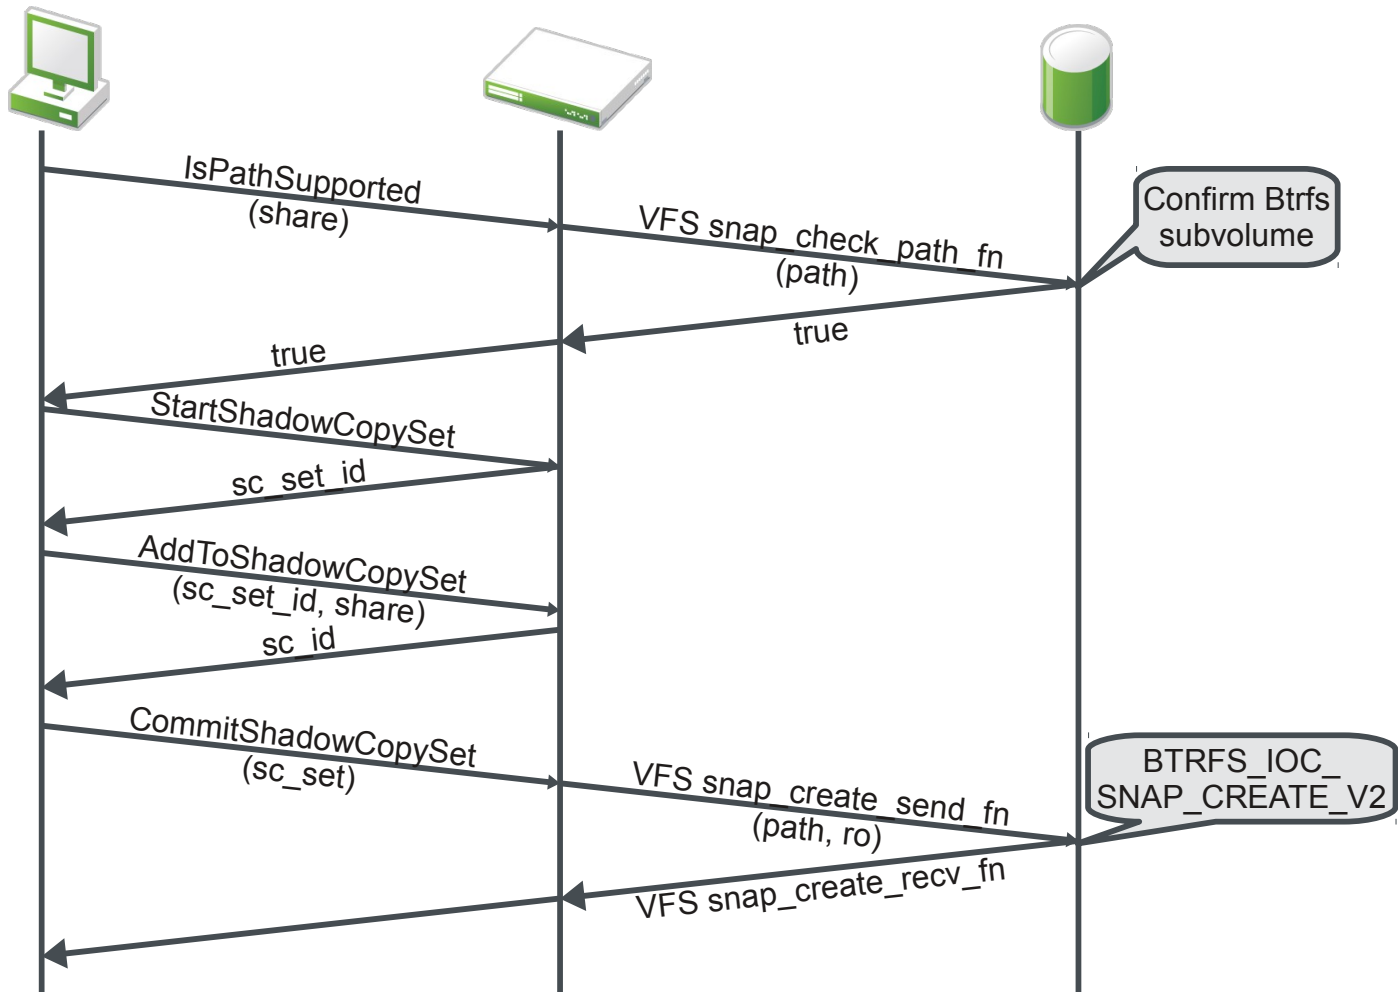 IsPathSupported
(share)
VFS snap_check_path_fn
(path)
Confirm Btrfs
subvolume
true
true
StartShadowCopySet
sc_set_id
AddToShadowCopySet
(sc_set_id, share)
sc_id
CommitShadowCopySet
(sc_set)
VFS snap_create_send_fn
(path, ro)
BTRFS_IOC_
SNAP_CREATE_V2
VFS snap_create_recv_fn